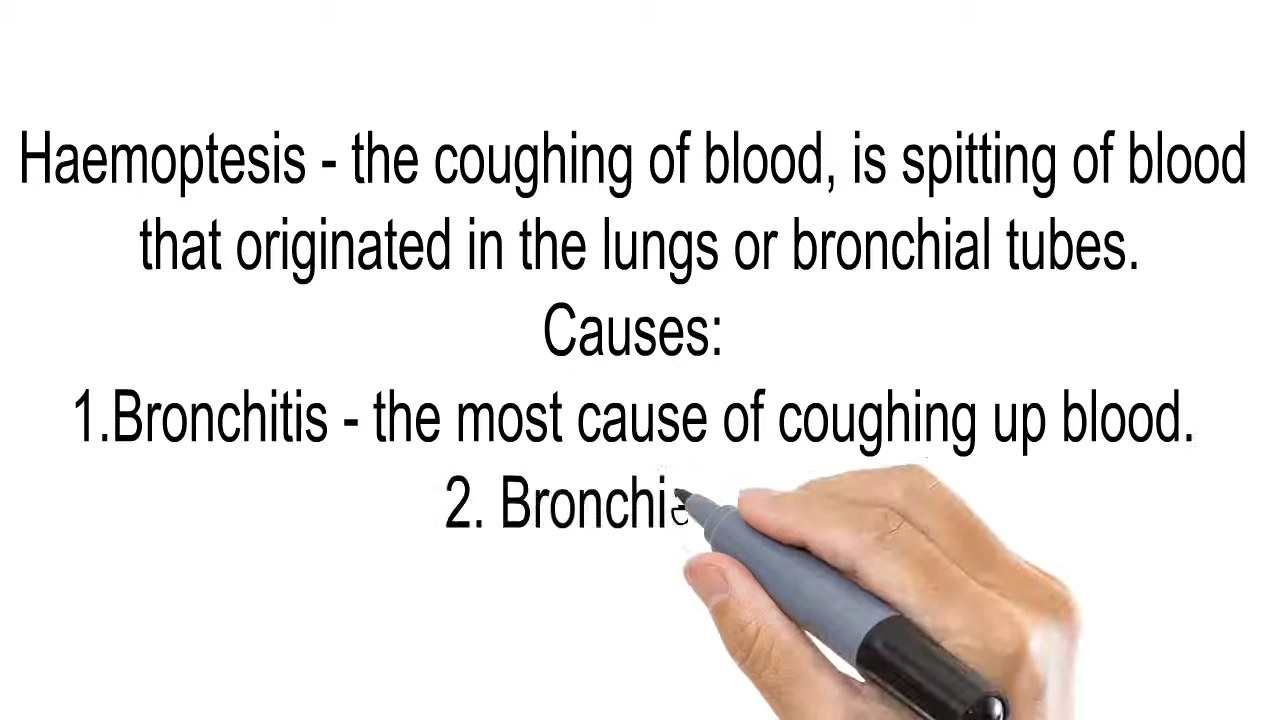 Haemoptesis - the coughing of blood, is spitting of blood
that originated in the lungs or bronchial tubes.
Causes:
1.Bronchitis - the most cause of coughing up blood.
2. Bronchi